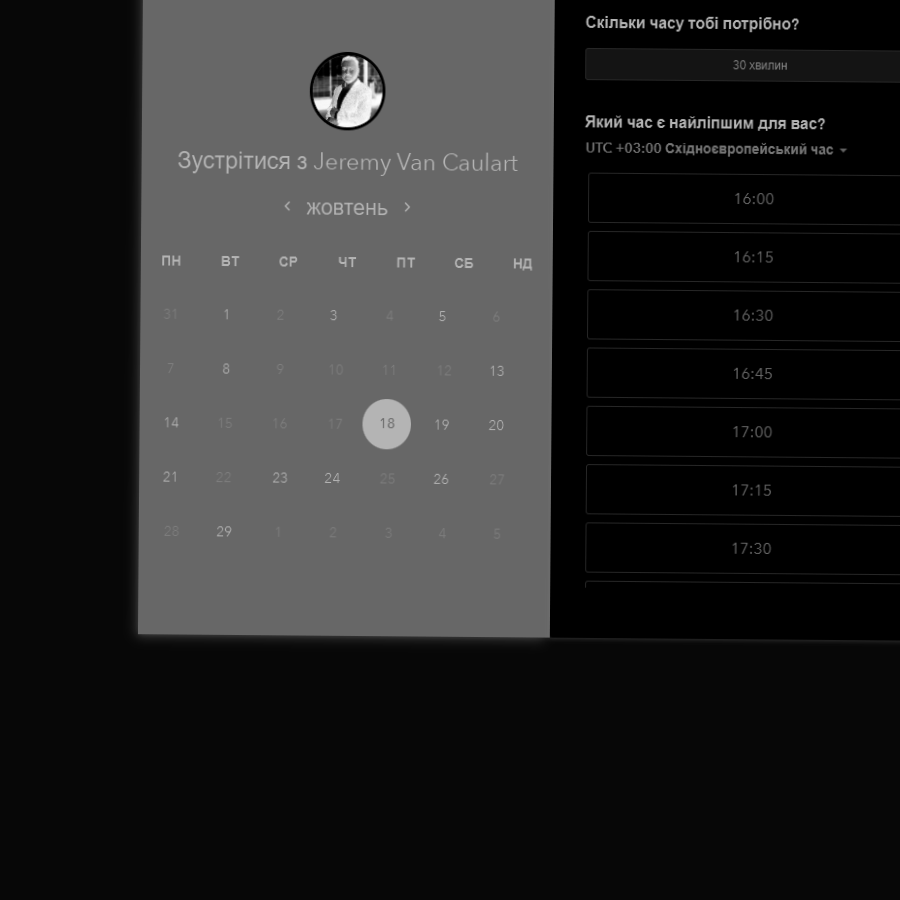 Зустрітися з Jeremy Van Caulart
жовтень
ПН ВТ СР ЧТ ПТ СБ НД
31 1 2 3 4 5 6
7 8 9 10 11 12 13
14 15 16 17 18 19 20
21 22 23 24 25 26 27
28 29 1 2 3 4 5
Скільки часу тобі потрібно?
30 хвилин
Який час є найліпшим для вас?
UTC +03:00 Східноєвропейський час
16:00
16:15
16:30
16:45
17:00
17:15
17:30